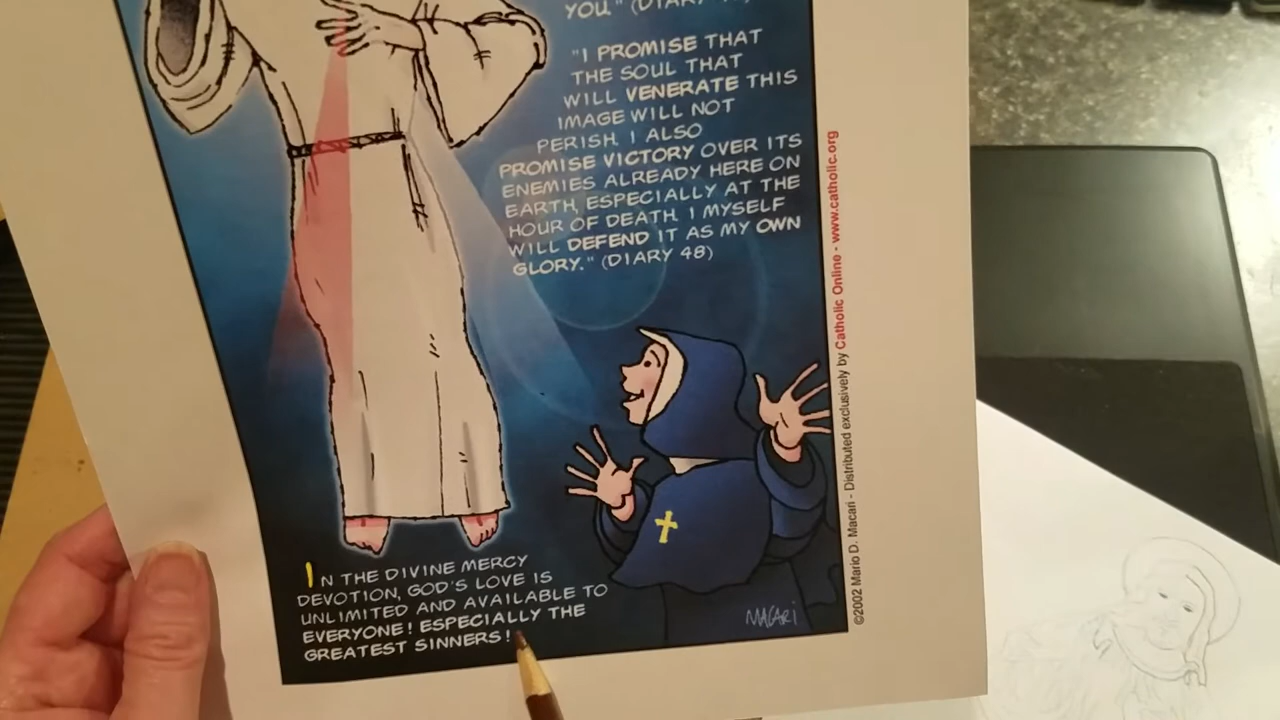 YOU." (DIARY
"I PROMISE THAT
THE SOUL THAT
WILL VENERATE THIS
IMAGE WILL NOT
PERISH. I ALSO
PROMISE VICTORY OVER ITS
ENEMIES ALREADY HERE ON
EARTH, ESPECIALLY AT THE
HOUR OF DEATH. I MYSELF
WILL DEFEND IT AS MY OWN
GLORY." (DIARY 48)
IN THE DIVINE MERCY
DEVOTION, GOD'S LOVE IS
UNLIMITED AND AVAILABLE TO
EVERYONE! ESPECIALLY THE
GREATEST SINNERS!
MACARI
©2002 Mario D. Macari - Distributed exclusively by Catholic Online - www.catholic.org